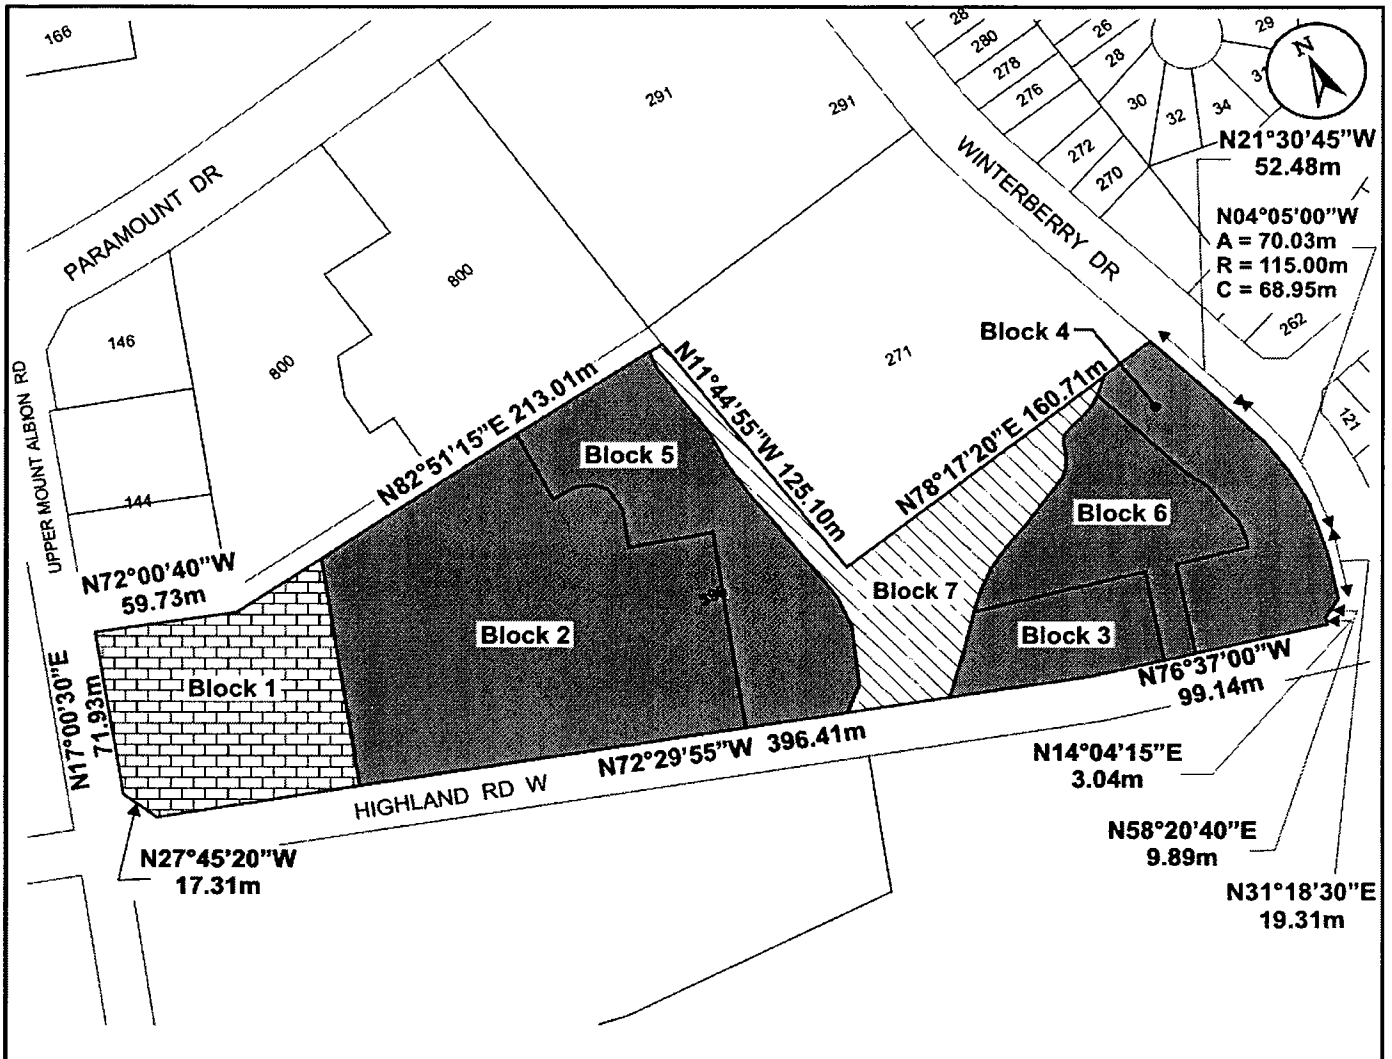 166
28
280
278
276
272
270
26
28
30
32
34
29
N
N21°30'45"W
52.48m
N04°05'00"W
A = 70.03m
R = 115.00m
C = 68.95m
262
121
291
291
WINTERBERRY DR
PARAMOUNT DR
800
800
146
144
UPPER MOUNT ALBION RD
271
Block 4
N11°44'55"W 125.10m
N82°51'15"E 213.01m
N78°17'20"E 160.71m
Block 5
Block 6
Block 7
Block 2
Block 3
Block 1
N72°00'40"W
59.73m
N17°00'30"E
71.93m
N76°37'00"W
99.14m
N72°29'55"W 396.41m
HIGHLAND RD W
N27°45'20"W
17.31m
N14°04'15"E
3.04m
N58°20'40"E
9.89m
N31°18'30"E
19.31m